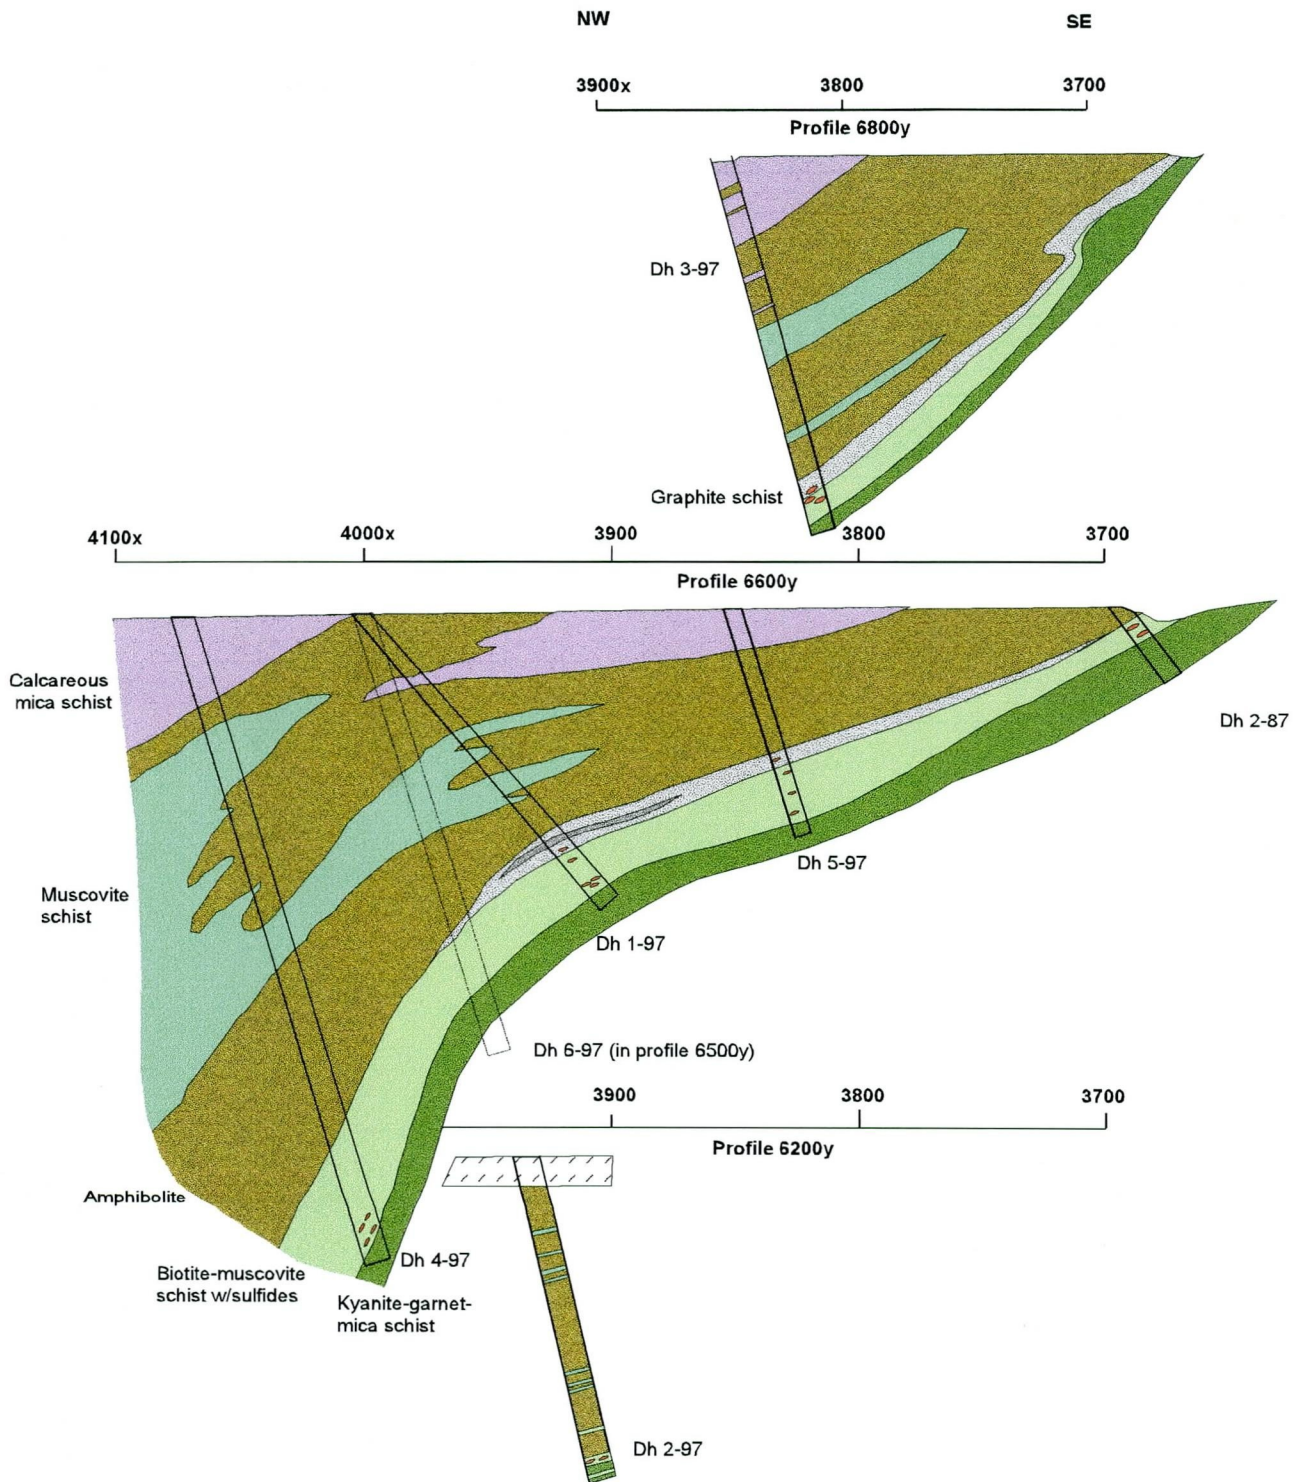 NW SE
3900x 3800 3700
Profile 6800y
Dh 3-97
Graphite schist
4100x 4000x 3900 3800 3700
Profile 6600y
Calcareous
mica schist
Dh 2-87
Dh 5-97
Muscovite
schist
Dh 1-97
Dh 6-97 (in profile 6500y)
3900 3800 3700
Profile 6200y
Amphibolite
Dh 4-97
Biotite-muscovite
schist w/sulfides
Kyanite-garnet-
mica schist
Dh 2-97